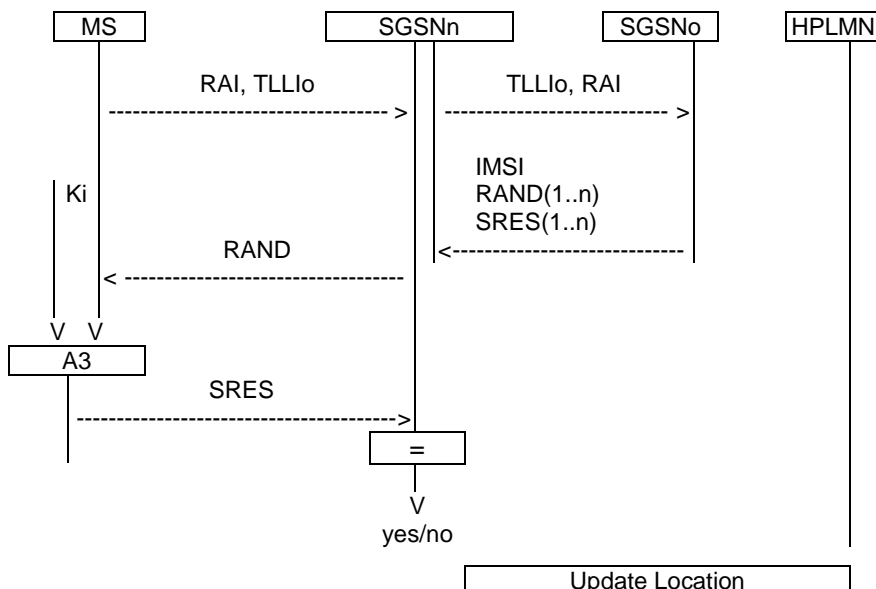 MS SGSNn SGSNo HPLMN
RAI, TLLIo TLLIo, RAI
IMSI
Ki RAND(1..n)
SRES(1..n)
RAND
V V
A3
SRES
=
V
yes/no
Update Location